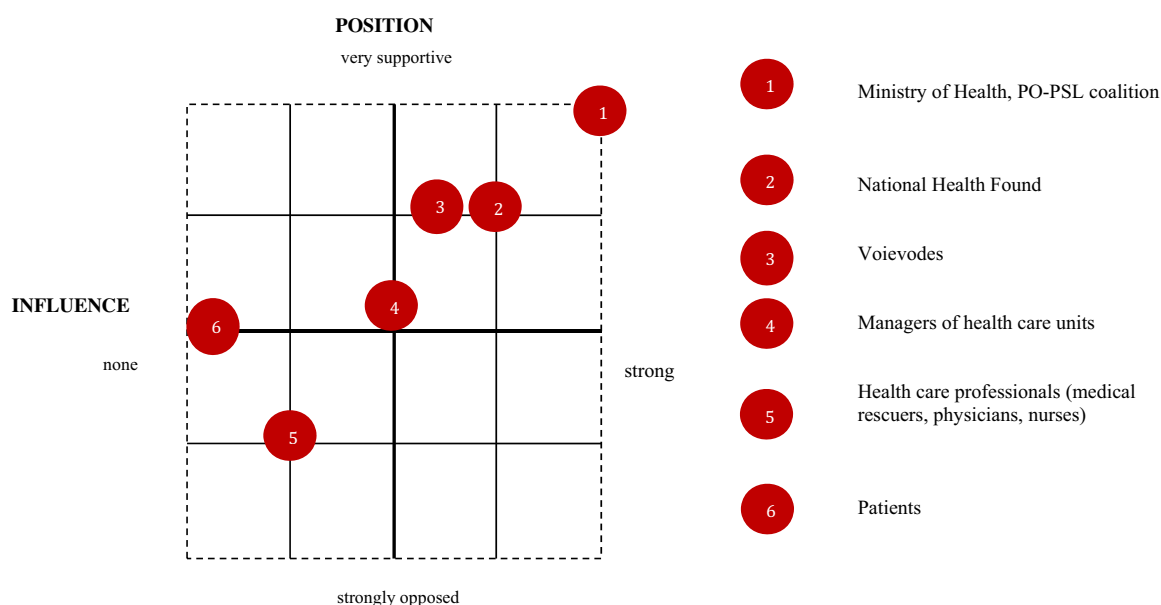 POSITION
very supportive
1
1
Ministry of Health, PO-PSL coalition
3
2
2
National Health Found
3
Voievodes
INFLUENCE
4
6
4
Managers of health care units
none
strong
5
5
Health care professionals (medical
rescuers, physicians, nurses)
6
Patients
strongly opposed